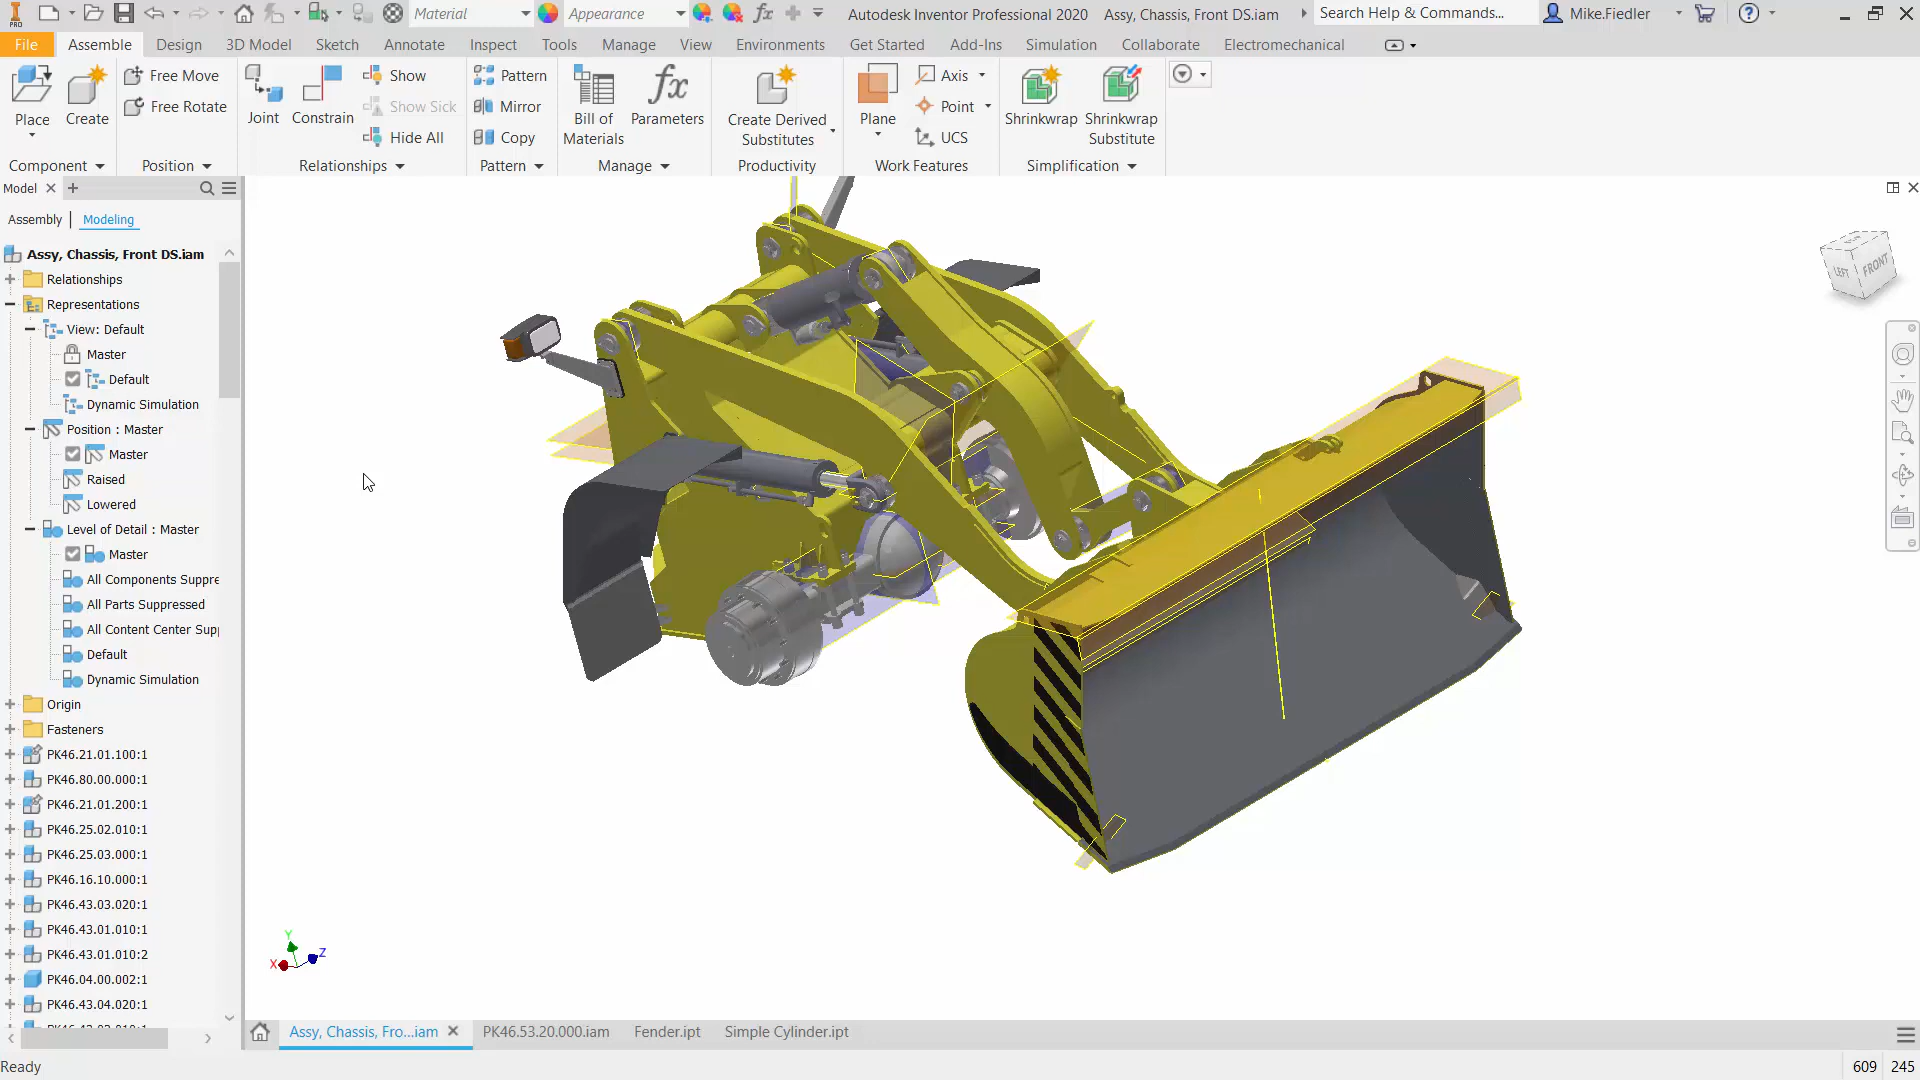 PRO
Material
Appearance
Autodesk Inventor Professional 2020 Assy, Chassis, Front DS.iam
Search Help & Commands...
Mike.Fiedler
File Assemble Design 3D Model Sketch Annotate Inspect Tools Manage View Environments Get Started Add-Ins Simulation Collaborate Electromechanical
Place
Create
Component
Free Move
Free Rotate
Position
Joint
Constrain
Show
Show Sick
Hide All
Relationships
Pattern
Mirror
Copy
Pattern
Bill of
Materials
Parameters
Manage
Create Derived
Substitutes
Productivity
Plane
Axis
Point
UCS
Work Features
Shrinkwrap
Shrinkwrap
Substitute
Simplification
Model
Assembly Modeling
Assy, Chassis, Front DS.iam
Relationships
Representations
View: Default
Master
Default
Dynamic Simulation
Position : Master
Master
Raised
Lowered
Level of Detail : Master
Master
All Components Suppre
All Parts Suppressed
All Content Center Sup
Default
Dynamic Simulation
Origin
Fasteners
PK46.21.01.100:1
PK46.80.00.000:1
PK46.21.01.200:1
PK46.25.02.010:1
PK46.25.03.000:1
PK46.16.10.000:1
PK46.43.03.020:1
PK46.43.01.010:1
PK46.43.01.010:2
PK46.04.00.002:1
PK46.43.04.020:1
LEFT FRONT
Y
X
Z
Assy, Chassis, Fro...iam
PK46.53.20.000.iam
Fender.ipt
Simple Cylinder.ipt
Ready
609 245